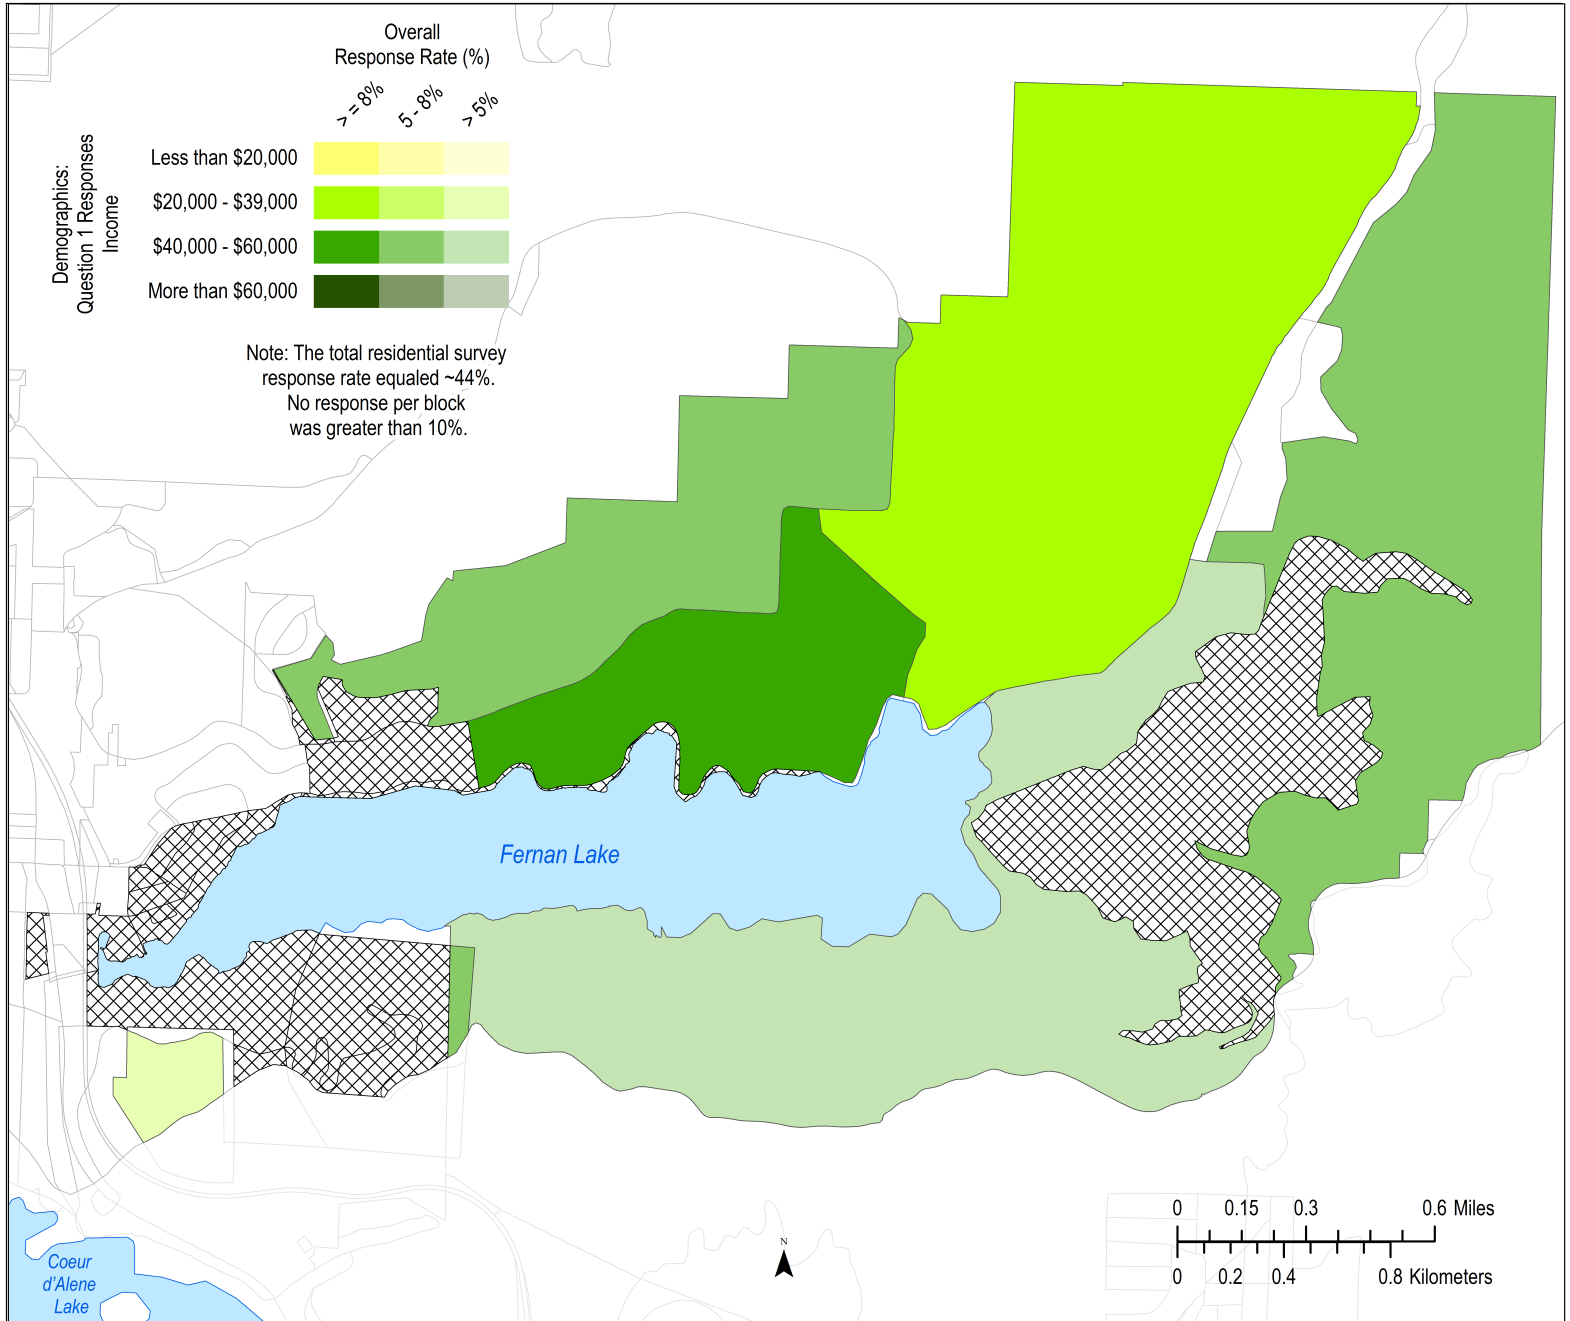 Overall
Response Rate (%)
> = 8%
5 - 8%
> 5%
Demographics:
Question 1 Responses
Income
Less than $20,000
$20,000 - $39,000
$40,000 - $60,000
More than $60,000
Note: The total residential survey
response rate equaled ~44%.
No response per block
was greater than 10%.
Fernan Lake
Coeur
d'Alene
Lake
N
0 0.15 0.3 0.6 Miles
0 0.2 0.4 0.8 Kilometers